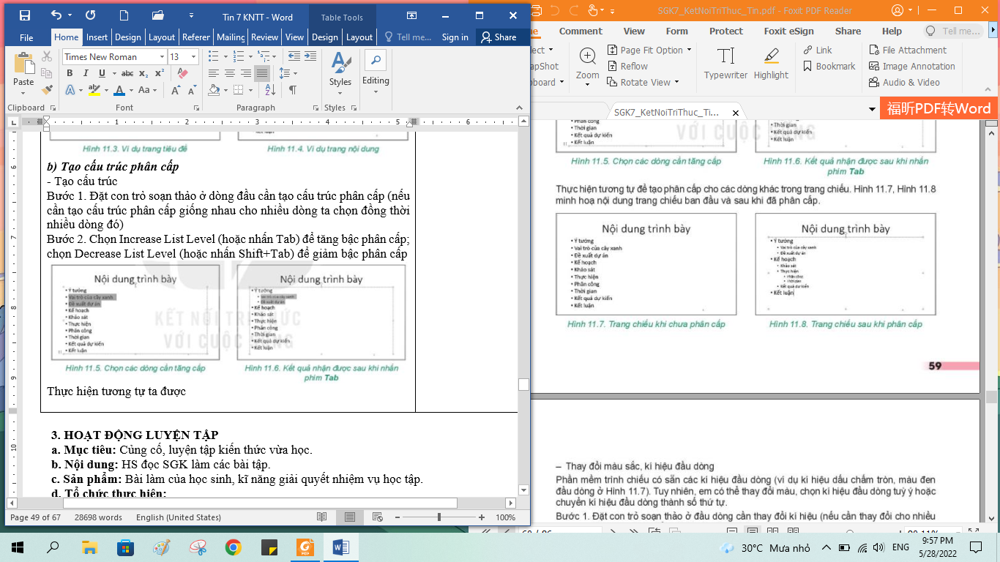 Tin 7 KNTT - Word
Table Tools
File
Home
Insert
Design
Layout
Referer
Mailing
Review
View
Design
Layout
Tell me...
Sign in
Share
Paste
Times New Roman
13
Styles
Editing
Clipboard
Font
Paragraph
Styles
Hình 11.3. Ví dụ trang tiêu đề
Hình 11.4. Ví dụ trang nội dung
b) Tạo cấu trúc phân cấp
- Tạo cấu trúc
Bước 1. Đặt con trỏ soạn thảo ở dòng đầu cần tạo cấu trúc phân cấp (nếu
cần tạo cấu trúc phân cấp giống nhau cho nhiều dòng ta chọn đồng thời
nhiều dòng đó)
Bước 2. Chọn Increase List Level (hoặc nhấn Tab) để tăng bậc phân cấp;
chọn Decrease List Level (hoặc nhấn Shift+Tab) để giảm bậc phân cấp
Nội dung trình bày
• Ý tưởng
• Vai trò của cây xanh
• Đề xuất dự án
• Kế hoạch
• Khảo sát
• Thực hiện
• Phân công
• Thời gian
• Kết quả dự kiến
• Kết luận
Nội dung trình bày
• Ý tưởng
• Vai trò của cây xanh
• Đề xuất dự án
• Kế hoạch
• Khảo sát
• Thực hiện
• Phân công
• Thời gian
• Kết quả dự kiến
• Kết luận
Hình 11.5. Chọn các dòng cần tăng cấp
Hình 11.6. Kết quả nhận được sau khi nhấn
phim Tab
Thực hiện tương tự ta được
3. HOẠT ĐỘNG LUYỆN TẬP
a. Mục tiêu: Củng cố, luyện tập kiến thức vừa học.
b. Nội dung: HS đọc SGK làm các bài tập.
c. Sản phẩm: Bài làm của học sinh, kĩ năng giải quyết nhiệm vụ học tập.
d. Tổ chức thực hiện:
Page 49 of 67
28698 words
English (United States)
100%
SGK7_KetNoiTriThuc_Tin.pdf - Foxit PDF Reader
Comment
View
Form
Protect
Foxit eSign
Share
Help
Tell me...
Zoom
Page Fit Option
Reflow
Rotate View
Typewriter
Highlight
Link
Bookmark
File Attachment
Image Annotation
Audio & Video
SGK7_KetNoiTriThuc_Ti...
福昕PDF转Word
• Phân công
• Thời gian
• Kết quả dự kiến
• Kết luận
Hình 11.5. Chọn các dòng cần tăng cấp
Hình 11.6. Kết quả nhận được sau khi nhấn
phim Tab
Thực hiện tương tự để tạo phân cấp cho các dòng khác trong trang chiếu. Hình 11.7, Hình 11.8
minh hoạ nội dung trang chiếu ban đầu và sau khi đã phân cấp.
Nội dung trình bày
• Ý tưởng
• Vai trò của cây xanh
• Đề xuất dự án
• Kế hoạch
• Khảo sát
• Thực hiện
• Phân công
• Thời gian
• Kết quả dự kiến
• Kết luận
Nội dung trình bày
• Ý tưởng
• Vai trò của cây xanh
• Đề xuất dự án
• Kế hoạch
• Khảo sát
• Thực hiện
• Phân công
• Thời gian
• Kết quả dự kiến
• Kết luận
Hình 11.7. Trang chiếu khi chưa phân cấp
Hình 11.8. Trang chiếu sau khi phân cấp
59
– Thay đổi màu sắc, kí hiệu đầu dòng
Phần mềm trình chiếu có sẵn các kí hiệu đầu dòng (ví dụ kí hiệu dấu chấm tròn, màu đen
đầu dòng ở Hình 11.7). Tuy nhiên, em có thể thay đổi màu, chọn kí hiệu đầu dòng tuỳ ý hoặc
chuyển kí hiệu đầu dòng thành số thứ tự.
Bước 1. Đặt con trỏ soạn thảo ở đầu dòng cần thay đổi kí hiệu (nếu cần thay đổi cho nhiều
30°C Mưa nhỏ
ENG
9:57 PM
5/28/2022